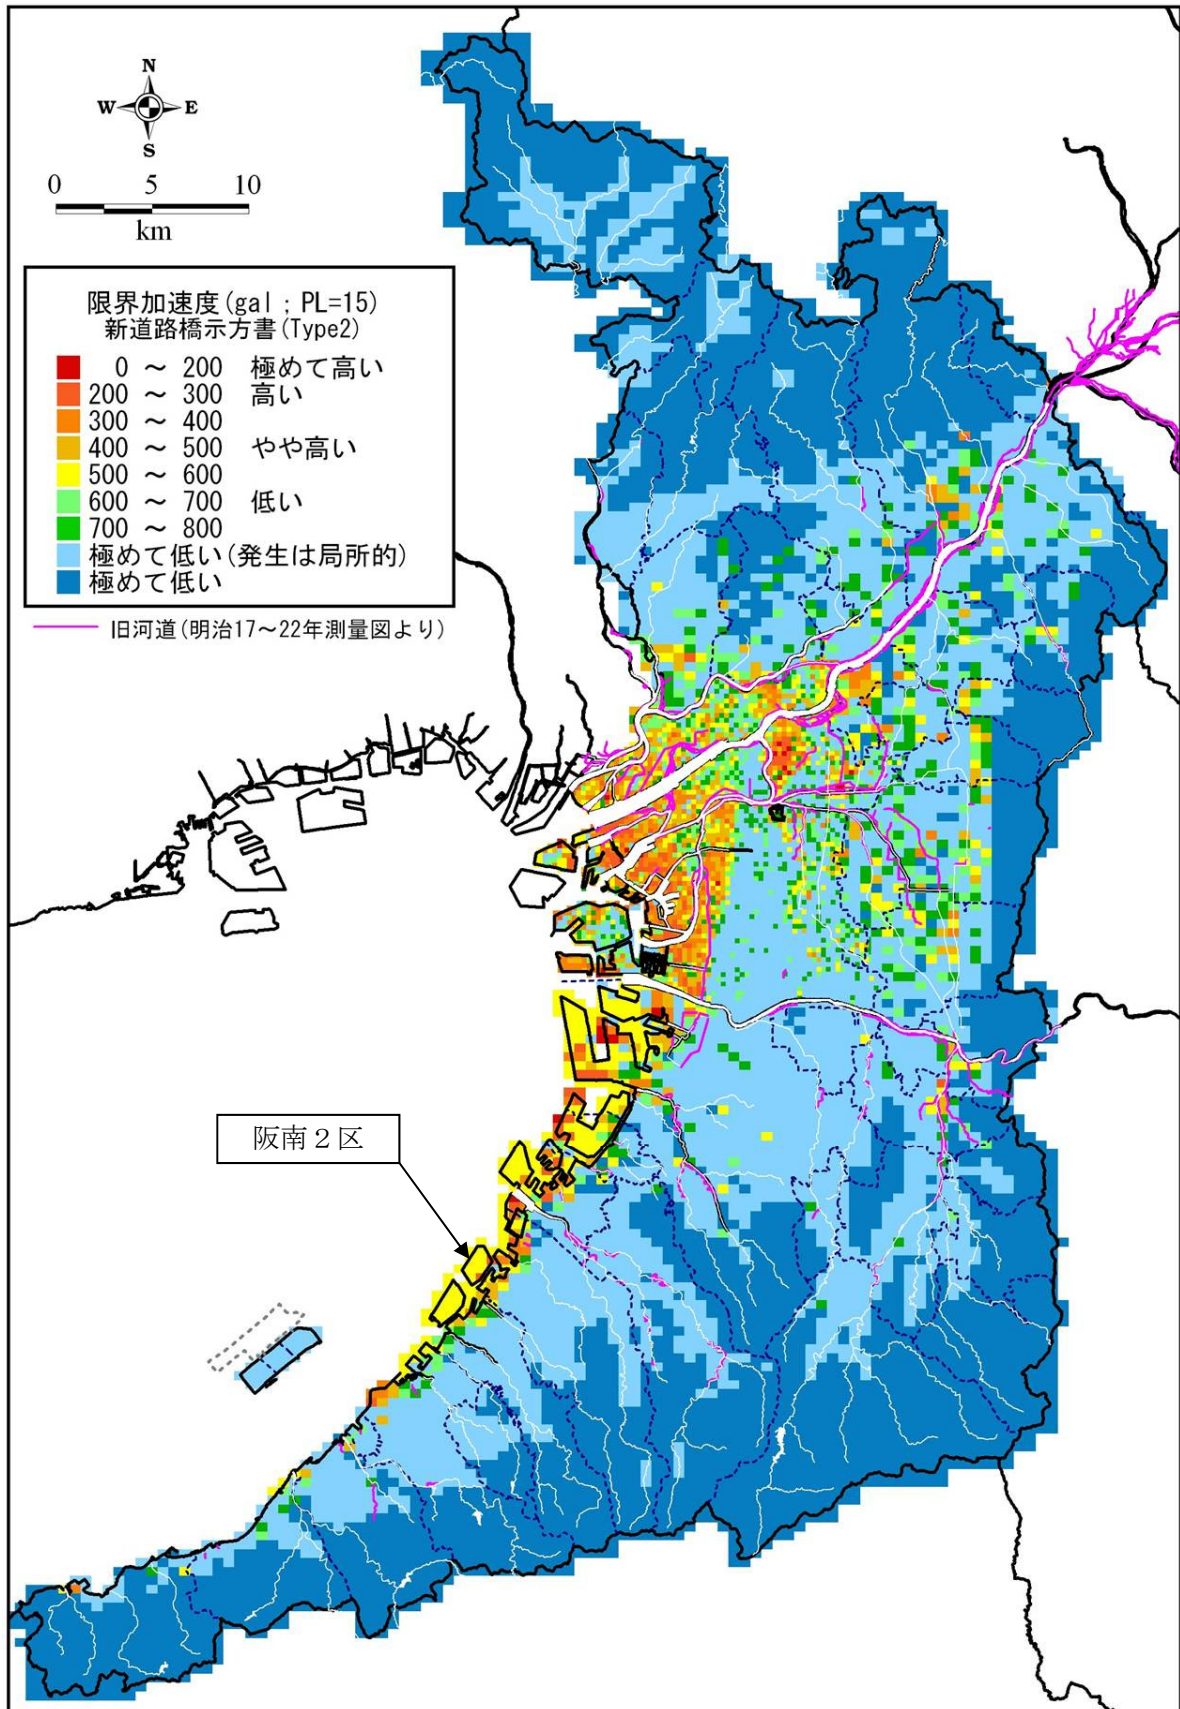 N
W E
S
0 5 10
km
限界加速度(gal ; PL=15)
新道路橋示方書(Type2)
0 ～ 200 極めて高い
200 ～ 300 高い
300 ～ 400
400 ～ 500 やや高い
500 ～ 600
600 ～ 700 低い
700 ～ 800
極めて低い(発生は局所的)
極めて低い
旧河道(明治17～22年測量図より)
阪南２区